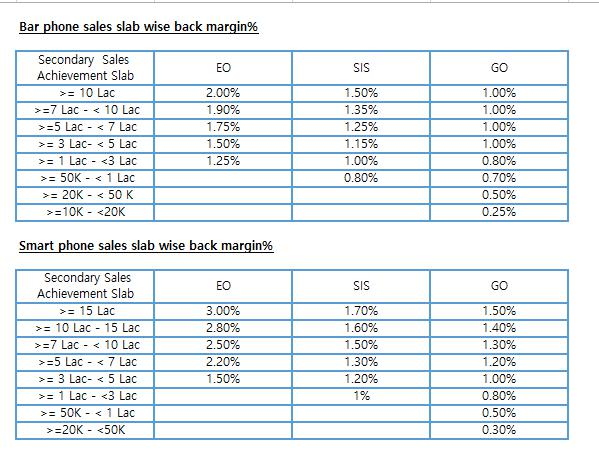 Bar phone sales slab wise back margin%
Secondary Sales
Achievement Slab EO SIS GO
>= 10 Lac 2.00% 1.50% 1.00%
>=7 Lac - < 10 Lac 1.90% 1.35% 1.00%
>=5 Lac - < 7 Lac 1.75% 1.25% 1.00%
>= 3 Lac- < 5 Lac 1.50% 1.15% 1.00%
>= 1 Lac - <3 Lac 1.25% 1.00% 0.80%
>= 50K - < 1 Lac 0.80% 0.70%
>= 20K - < 50 K 0.50%
>=10K - <20K 0.25%
Smart phone sales slab wise back margin%
Secondary Sales
Achievement Slab EO SIS GO
>= 15 Lac 3.00% 1.70% 1.50%
>= 10 Lac - 15 Lac 2.80% 1.60% 1.40%
>=7 Lac - < 10 Lac 2.50% 1.50% 1.30%
>=5 Lac - < 7 Lac 2.20% 1.30% 1.20%
>= 3 Lac- < 5 Lac 1.50% 1.20% 1.00%
>= 1 Lac - <3 Lac 1% 0.80%
>= 50K - < 1 Lac 0.50%
>=20K - <50K 0.30%